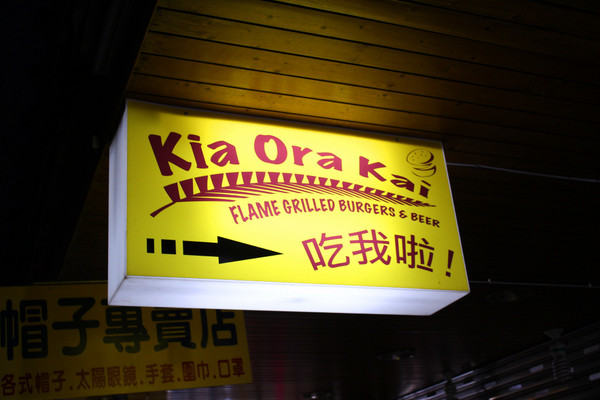 Kia Ora Kai
FLAME GRILLED BURGERS & BEER
吃我啦!
帽子專賣店
各式帽子.太陽眼鏡.手套.圍巾.口罩